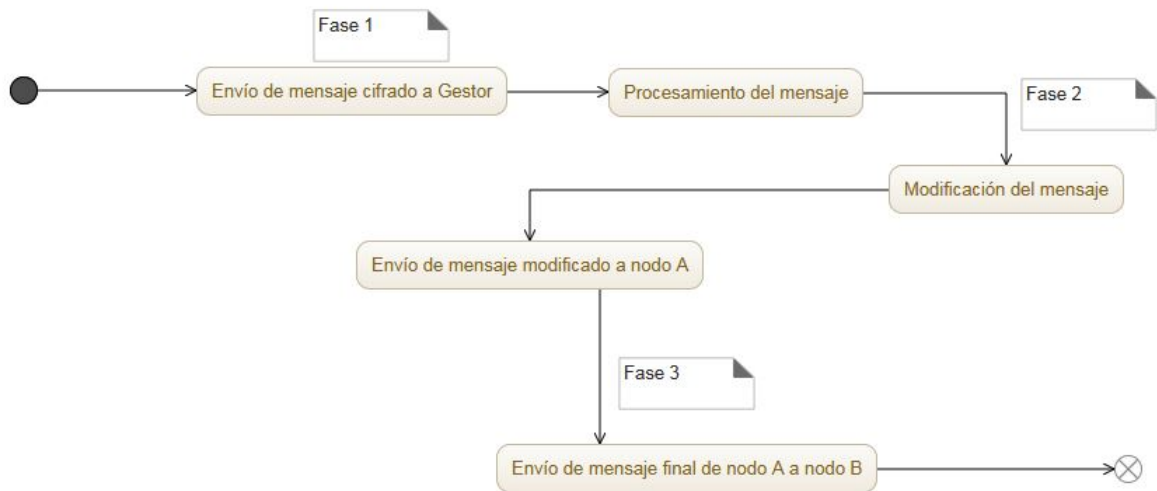 Fase 1
Envío de mensaje cifrado a Gestor
Procesamiento del mensaje
Fase 2
Modificación del mensaje
Envío de mensaje modificado a nodo A
Fase 3
Envío de mensaje final de nodo A a nodo B